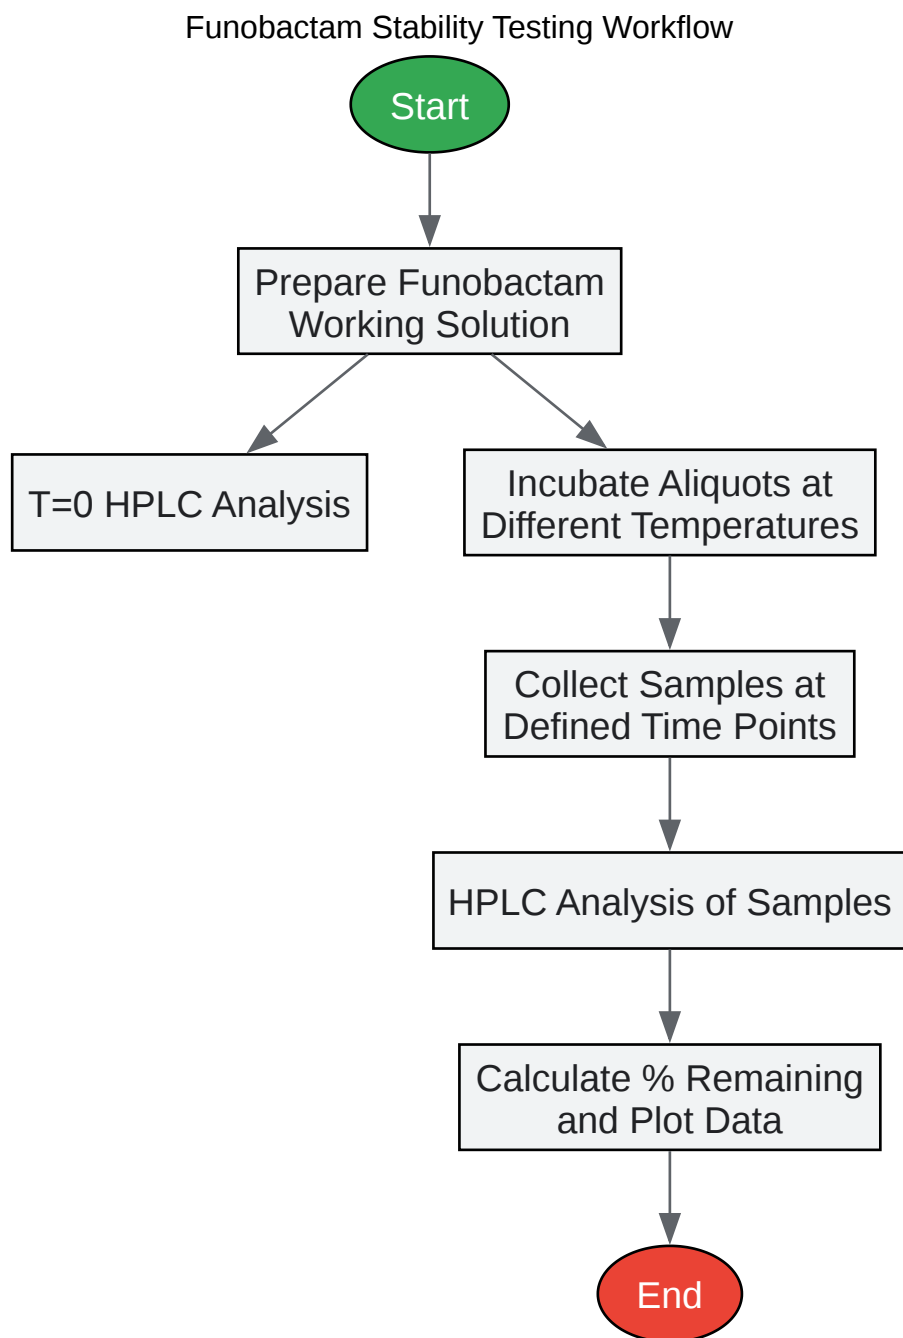 Funobactam Stability Testing Workflow
Start
Prepare Funobactam
Working Solution
T=0 HPLC Analysis
Incubate Aliquots at
Different Temperatures
Collect Samples at
Defined Time Points
HPLC Analysis of Samples
Calculate % Remaining
and Plot Data
End